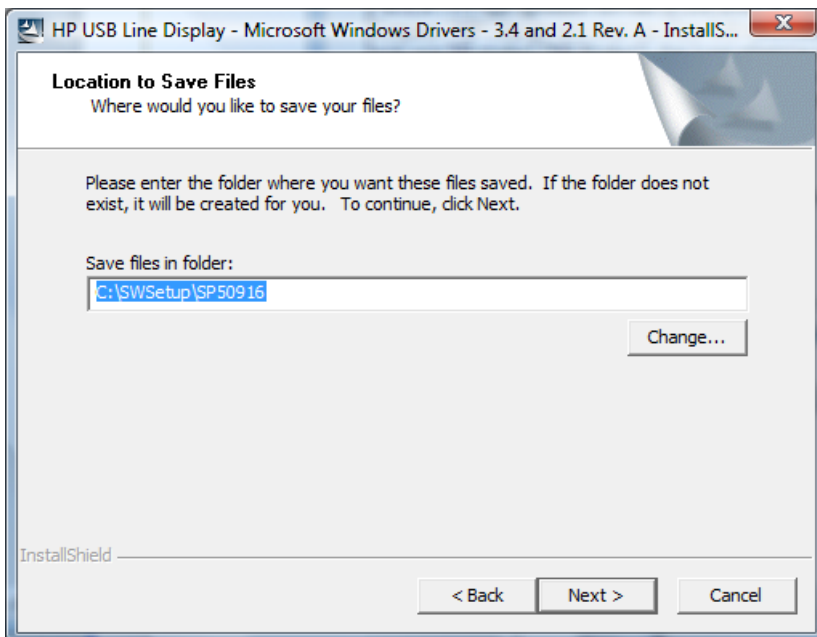 HP USB Line Display - Microsoft Windows Drivers - 3.4 and 2.1 Rev. A - InstallS...
Location to Save Files
Where would you like to save your files?
Please enter the folder where you want these files saved. If the folder does not
exist, it will be created for you. To continue, click Next.
Save files in folder:
C:\SWSetup\SP50916
Change...
InstallShield
< Back Next > Cancel